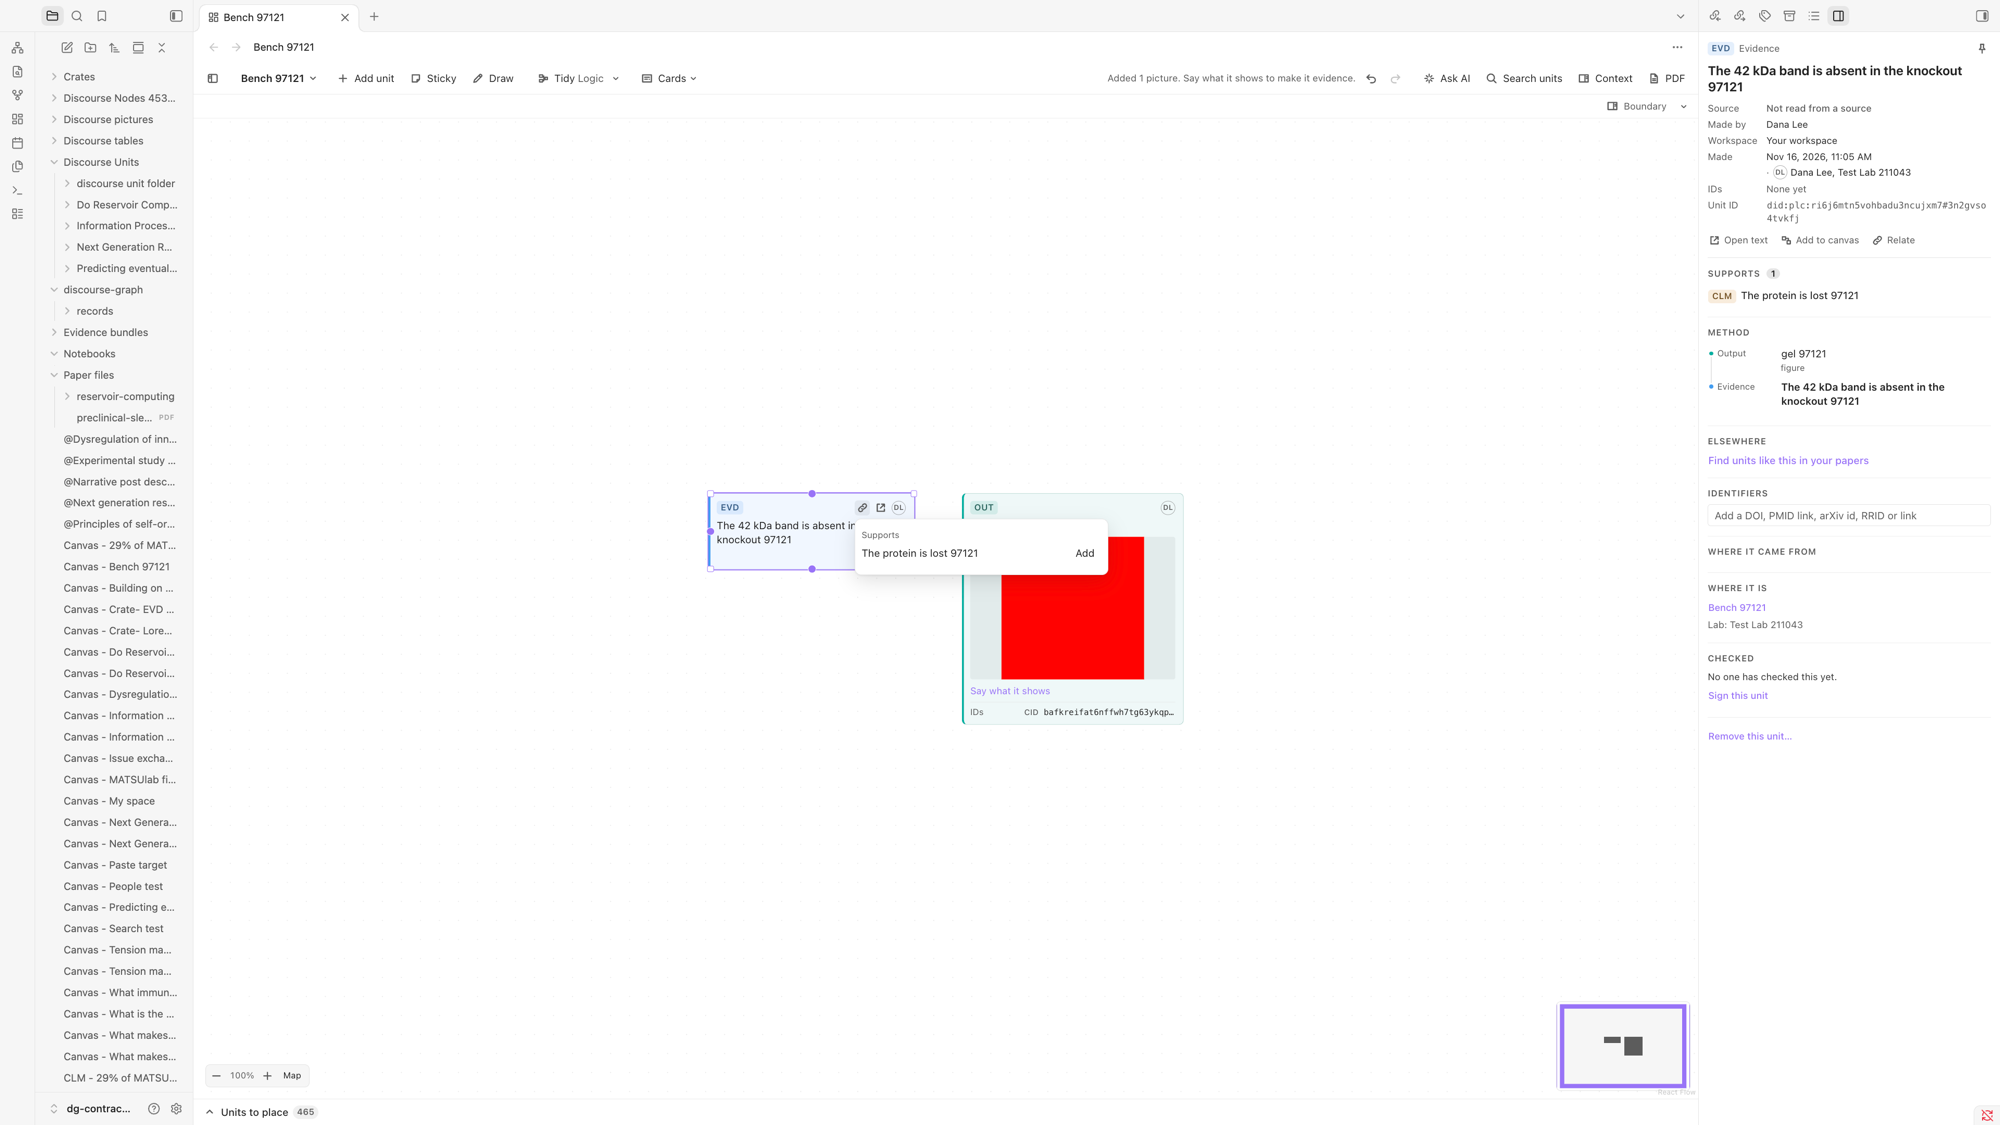 Bench 97121
Bench 97121
Bench 97121
Add unit
Sticky
Draw
Tidy Logic
Cards
Added 1 picture. Say what it shows to make it evidence.
Ask AI
Search units
Context
PDF
Boundary
Crates
Discourse Nodes 453...
Discourse pictures
Discourse tables
Discourse Units
discourse unit folder
Do Reservoir Comp...
Information Proces...
Next Generation R...
Predicting eventual...
discourse-graph
records
Evidence bundles
Notebooks
Paper files
reservoir-computing
preclinical-sle... PDF
@Dysregulation of inn...
@Experimental study ...
@Narrative post desc...
@Next generation res...
@Principles of self-or...
Canvas - 29% of MAT...
Canvas - Bench 97121
Canvas - Building on ...
Canvas - Crate- EVD ...
Canvas - Crate- Lore...
Canvas - Do Reservoi...
Canvas - Do Reservoi...
Canvas - Dysregulatio...
Canvas - Information ...
Canvas - Information ...
Canvas - Issue excha...
Canvas - MATSUlab fi...
Canvas - My space
Canvas - Next Genera...
Canvas - Next Genera...
Canvas - Paste target
Canvas - People test
Canvas - Predicting e...
Canvas - Search test
Canvas - Tension ma...
Canvas - Tension ma...
Canvas - What immun...
Canvas - What is the ...
Canvas - What makes...
Canvas - What makes...
CLM - 29% of MATSU...
dg-contrac...
EVD
DL
The 42 kDa band is absent in
knockout 97121
Supports
The protein is lost 97121 Add
OUT
DL
Say what it shows
IDs CID bafkreifat6nffwh7tg63ykqp...
100%
Map
React Flow
Units to place 465
EVD Evidence
The 42 kDa band is absent in the knockout
97121
Source Not read from a source
Made by Dana Lee
Workspace Your workspace
Made Nov 16, 2026, 11:05 AM
· DL Dana Lee, Test Lab 211043
IDs None yet
Unit ID did:plc:ri6j6mtn5vohbadu3ncujxm7#3n2gvso
4tvkfj
Open text Add to canvas Relate
SUPPORTS 1
CLM The protein is lost 97121
METHOD
Output gel 97121
figure
Evidence The 42 kDa band is absent in the
knockout 97121
ELSEWHERE
Find units like this in your papers
IDENTIFIERS
Add a DOI, PMID link, arXiv id, RRID or link
WHERE IT CAME FROM
WHERE IT IS
Bench 97121
Lab: Test Lab 211043
CHECKED
No one has checked this yet.
Sign this unit
Remove this unit...